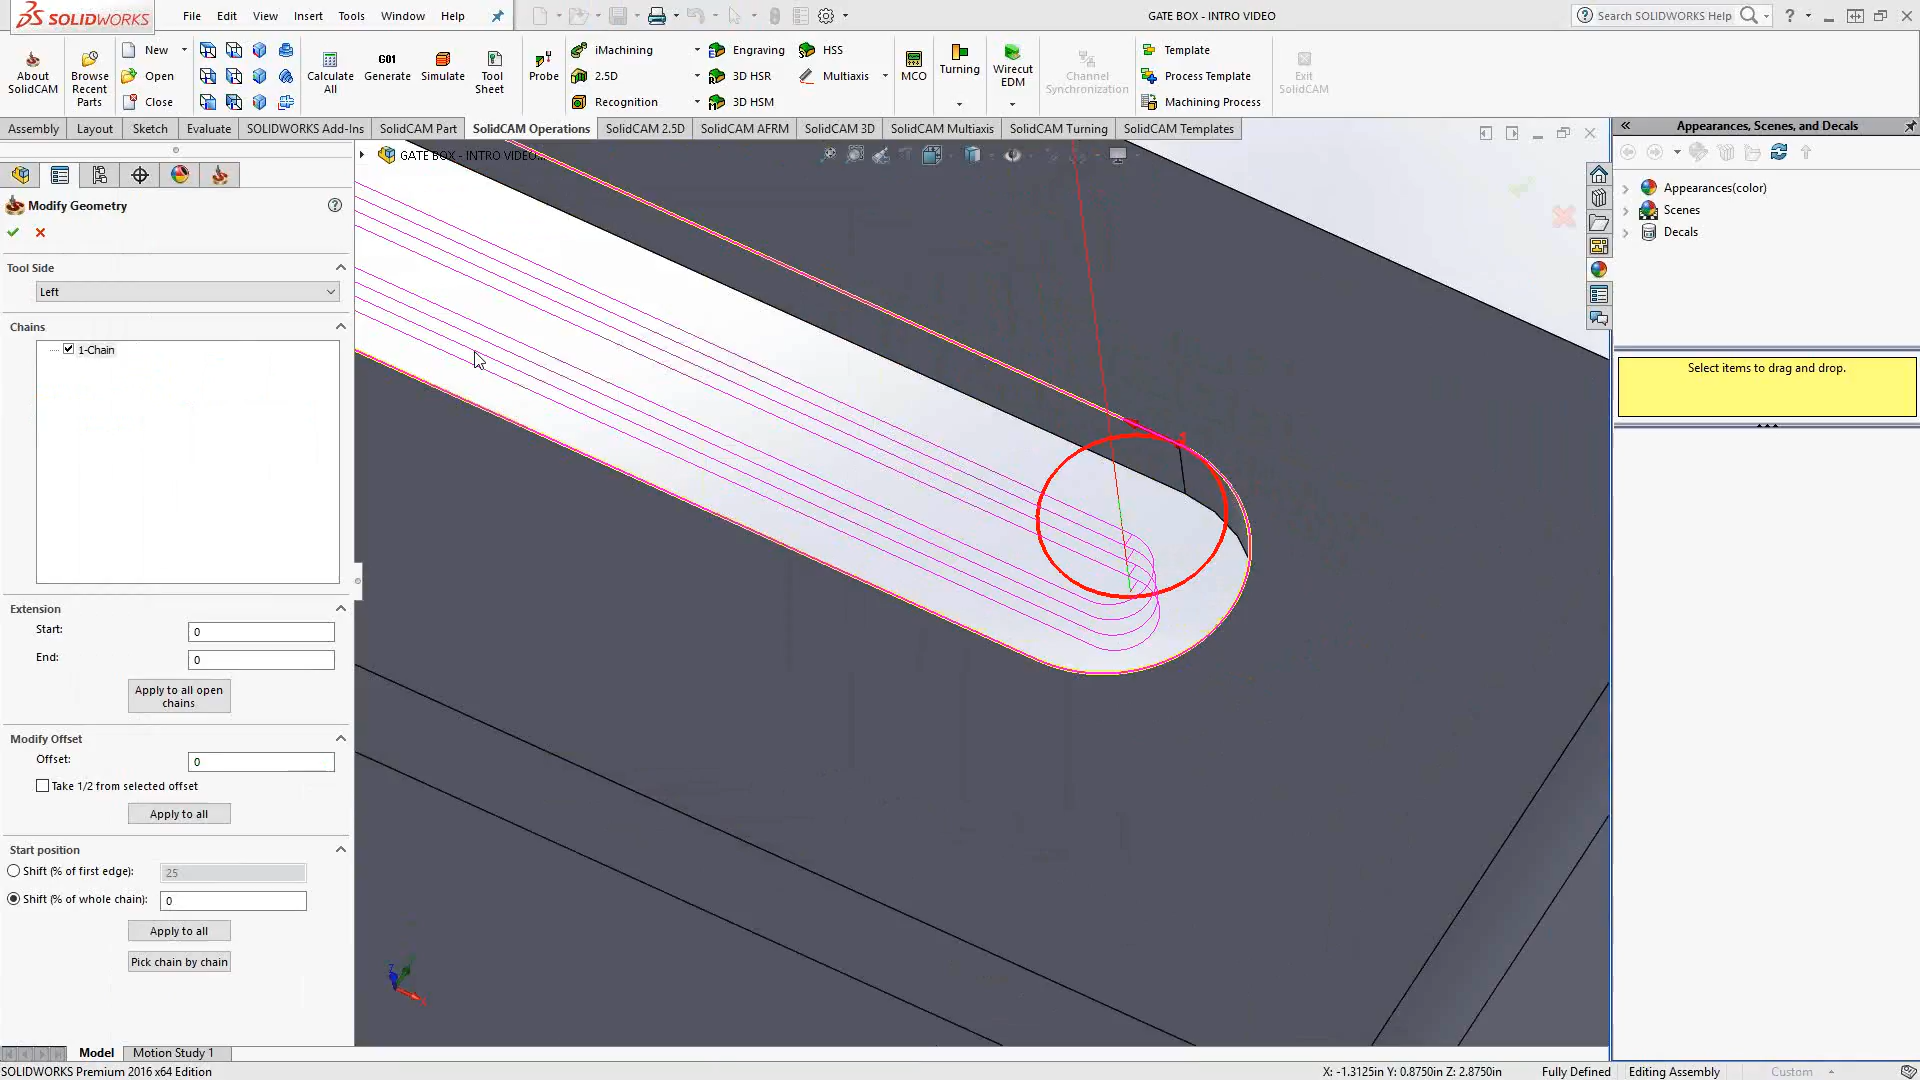 SOLIDWORKS
File Edit View Insert Tools Window Help
GATE BOX - INTRO VIDEO
Search SOLIDWORKS Help
About SolidCAM
Browse Recent Parts
New
Open
Close
Calculate All
G01
Generate
Simulate
Tool Sheet
Probe
iMachining
2.5D
Recognition
Engraving
3D HSR
3D HSM
HSS
Multiaxis
MCO
Turning
Wirecut EDM
Channel Synchronization
Template
Process Template
Machining Process
Exit SolidCAM
Assembly Layout Sketch Evaluate SOLIDWORKS Add-Ins SolidCAM Part SolidCAM Operations SolidCAM 2.5D SolidCAM AFRM SolidCAM 3D SolidCAM Multiaxis SolidCAM Turning SolidCAM Templates
Appearances, Scenes, and Decals
GATE BOX - INTRO VIDEO...
Modify Geometry
Tool Side
Left
Chains
1-Chain
Extension
Start: 0
End: 0
Apply to all open
chains
Modify Offset
Offset: 0
Take 1/2 from selected offset
Apply to all
Start position
Shift (% of first edge): 25
Shift (% of whole chain): 0
Apply to all
Pick chain by chain
Appearances(color)
Scenes
Decals
Select items to drag and drop.
Model Motion Study 1
SOLIDWORKS Premium 2016 x64 Edition
X: -1.3125in Y: 0.8750in Z: 2.8750in Fully Defined Editing Assembly Custom